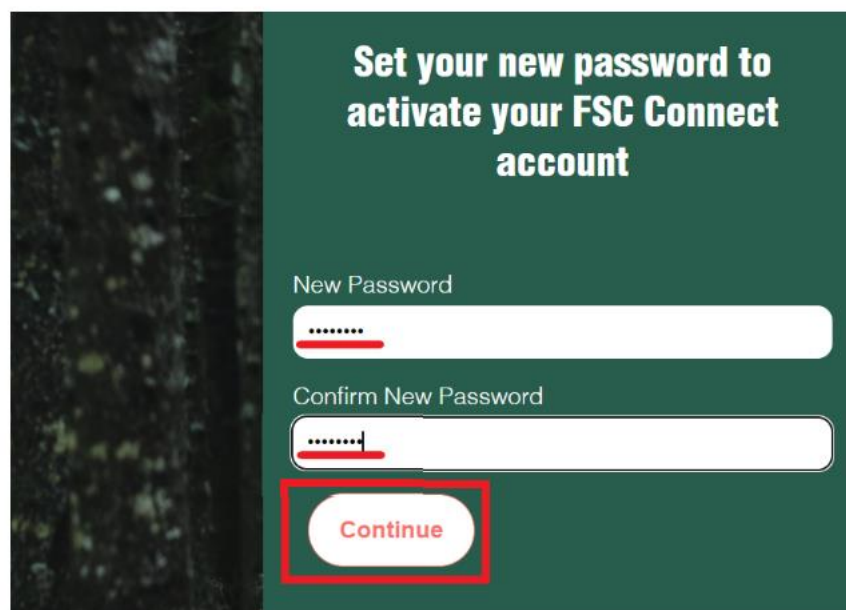 Set your new password to
activate your FSC Connect
account
New Password
••••••••
Confirm New Password
••••••••
Continue